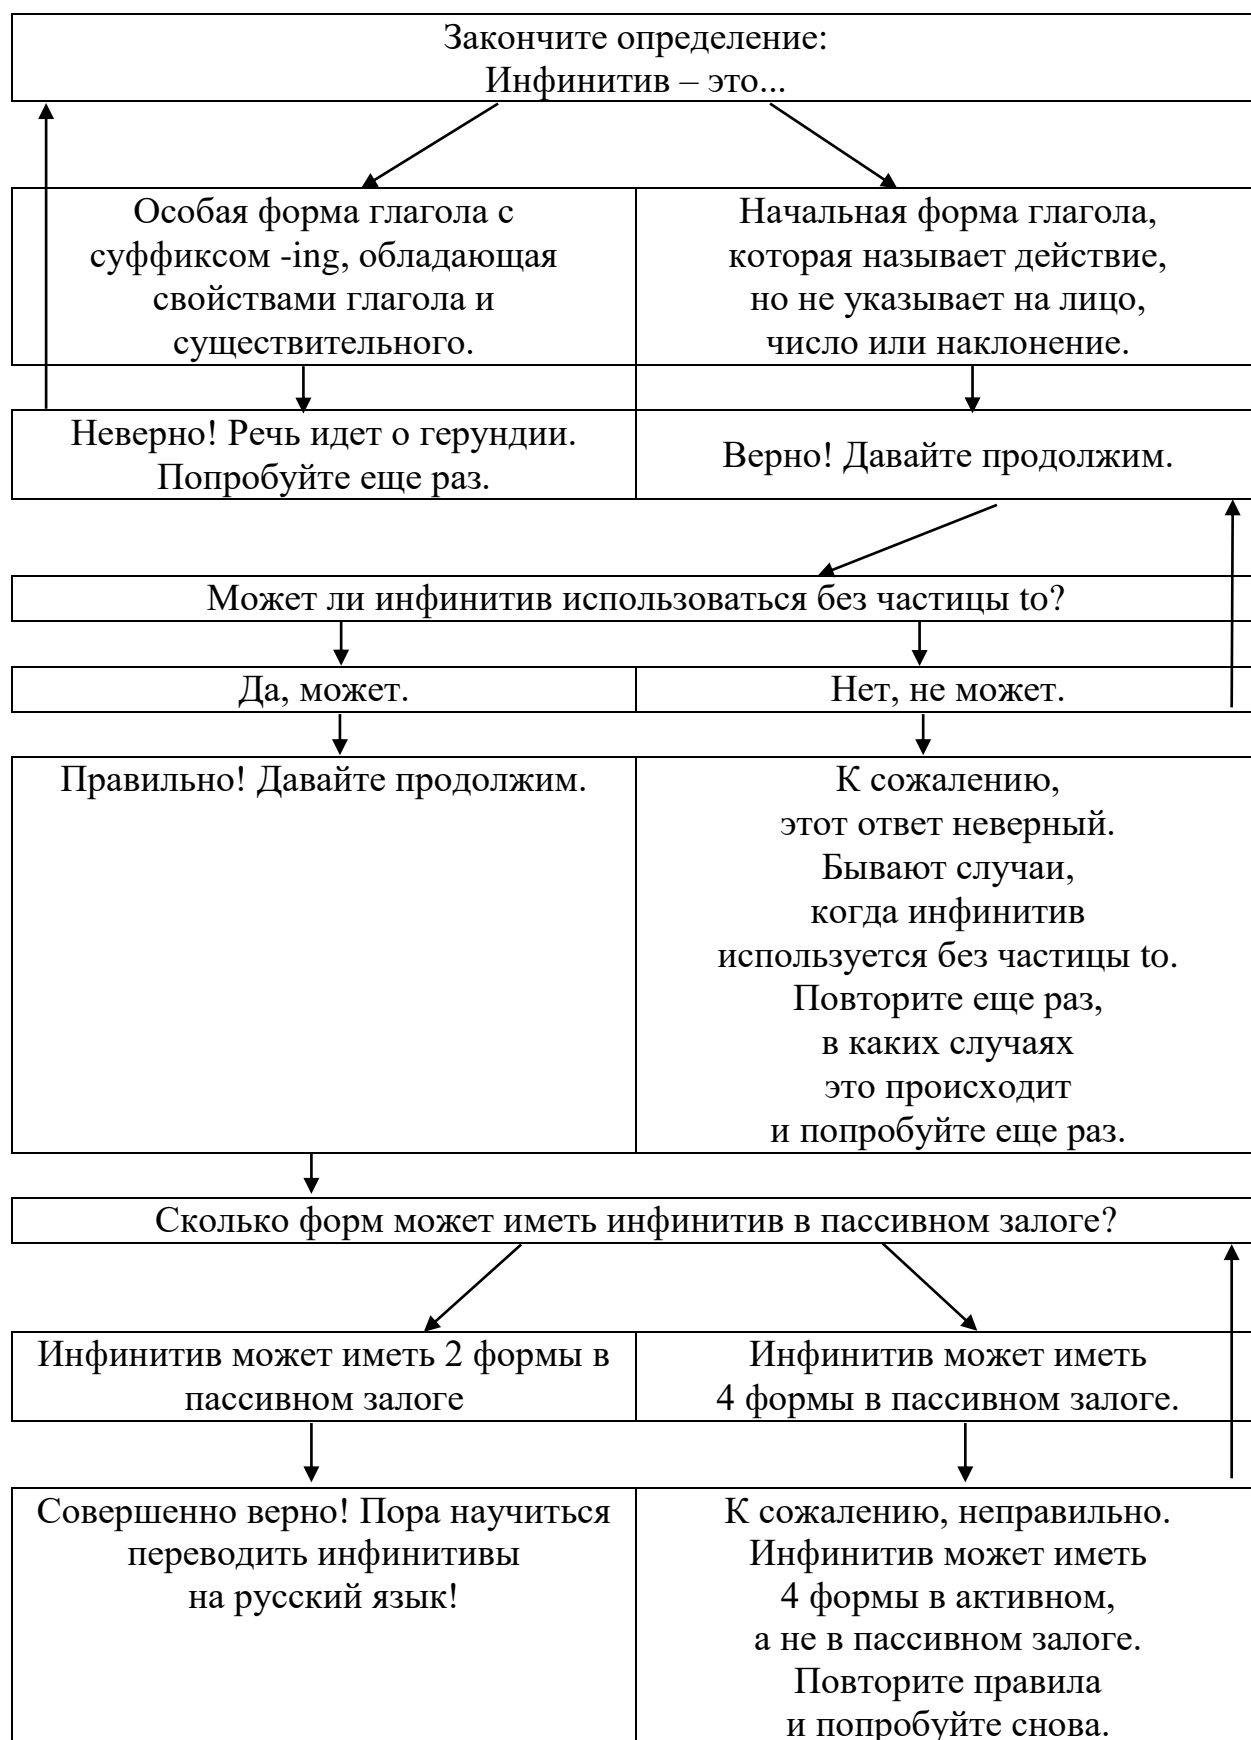 Закончите определение:
Инфинитив – это...
Особая форма глагола с
суффиксом -ing, обладающая
свойствами глагола и
существительного.
Начальная форма глагола,
которая называет действие,
но не указывает на лицо,
число или наклонение.
Неверно! Речь идет о герундии.
Попробуйте еще раз.
Верно! Давайте продолжим.
Может ли инфинитив использоваться без частицы to?
Да, может.
Нет, не может.
Правильно! Давайте продолжим.
К сожалению,
этот ответ неверный.
Бывают случаи,
когда инфинитив
используется без частицы to.
Повторите еще раз,
в каких случаях
это происходит
и попробуйте еще раз.
Сколько форм может иметь инфинитив в пассивном залоге?
Инфинитив может иметь 2 формы в
пассивном залоге
Инфинитив может иметь
4 формы в пассивном залоге.
Совершенно верно! Пора научиться
переводить инфинитивы
на русский язык!
К сожалению, неправильно.
Инфинитив может иметь
4 формы в активном,
а не в пассивном залоге.
Повторите правила
и попробуйте снова.